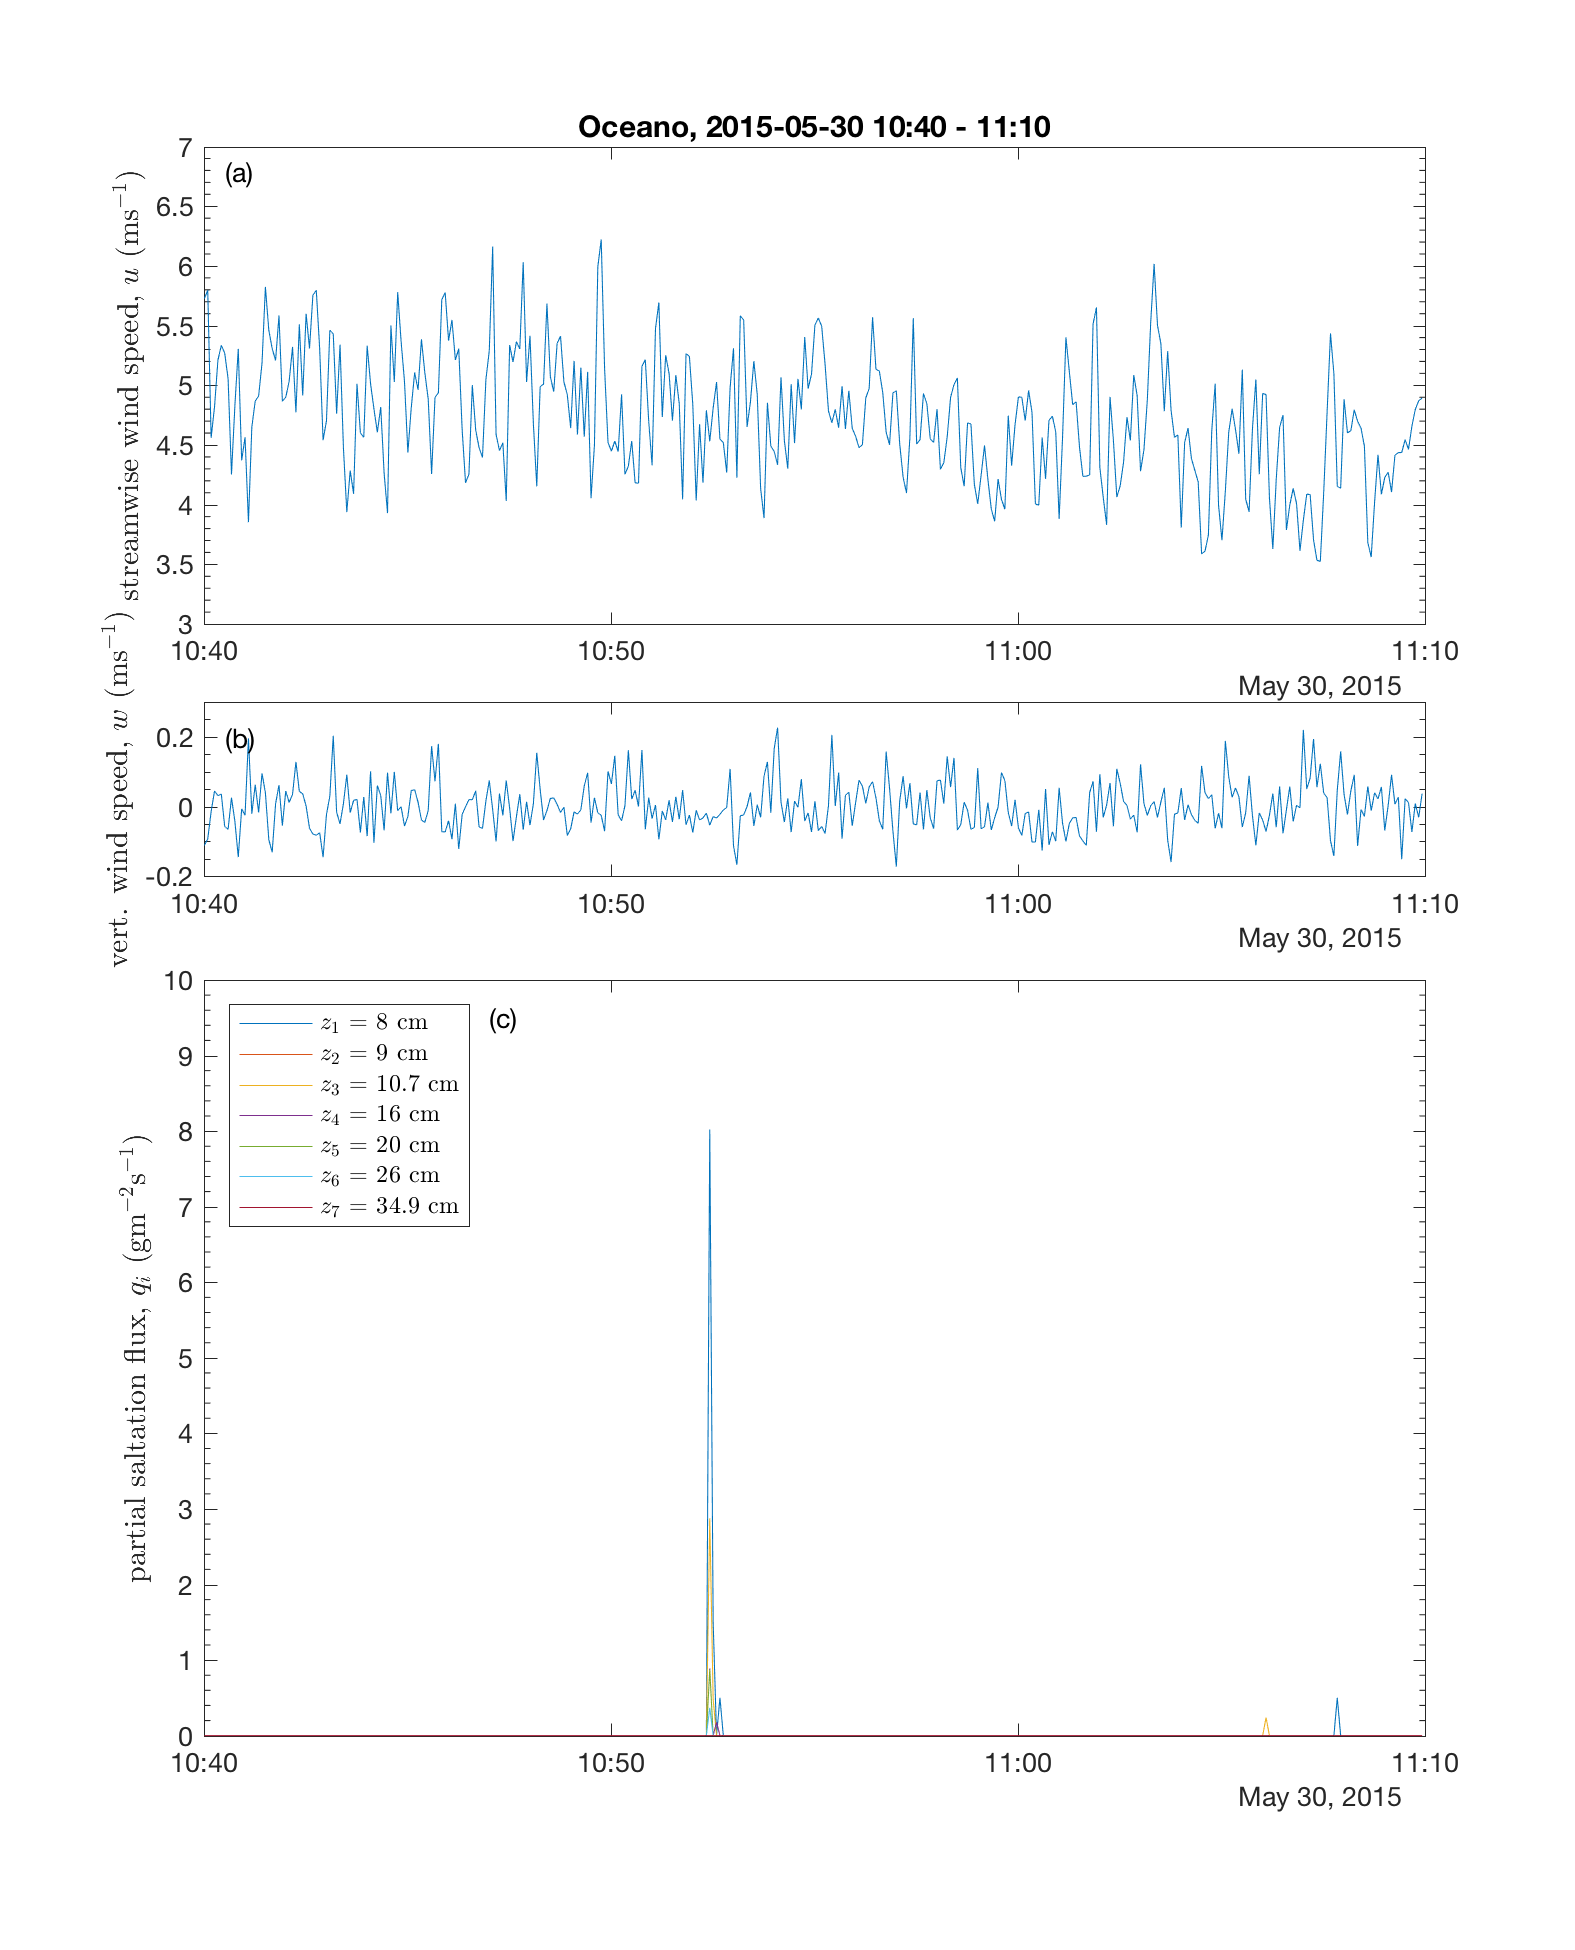 Oceano, 2015-05-30 10:40 - 11:10
(a)
streamwise wind speed, u (ms⁻¹)
7
6.5
6
5.5
5
4.5
4
3.5
3
10:40 10:50 11:00 11:10
May 30, 2015
(b)
vert. wind speed, w (ms⁻¹)
0.2
0
-0.2
10:40 10:50 11:00 11:10
May 30, 2015
(c)
partial saltation flux, qᵢ (gm⁻²s⁻¹)
10
9
8
7
6
5
4
3
2
1
0
z₁ = 8 cm
z₂ = 9 cm
z₃ = 10.7 cm
z₄ = 16 cm
z₅ = 20 cm
z₆ = 26 cm
z₇ = 34.9 cm
10:40 10:50 11:00 11:10
May 30, 2015